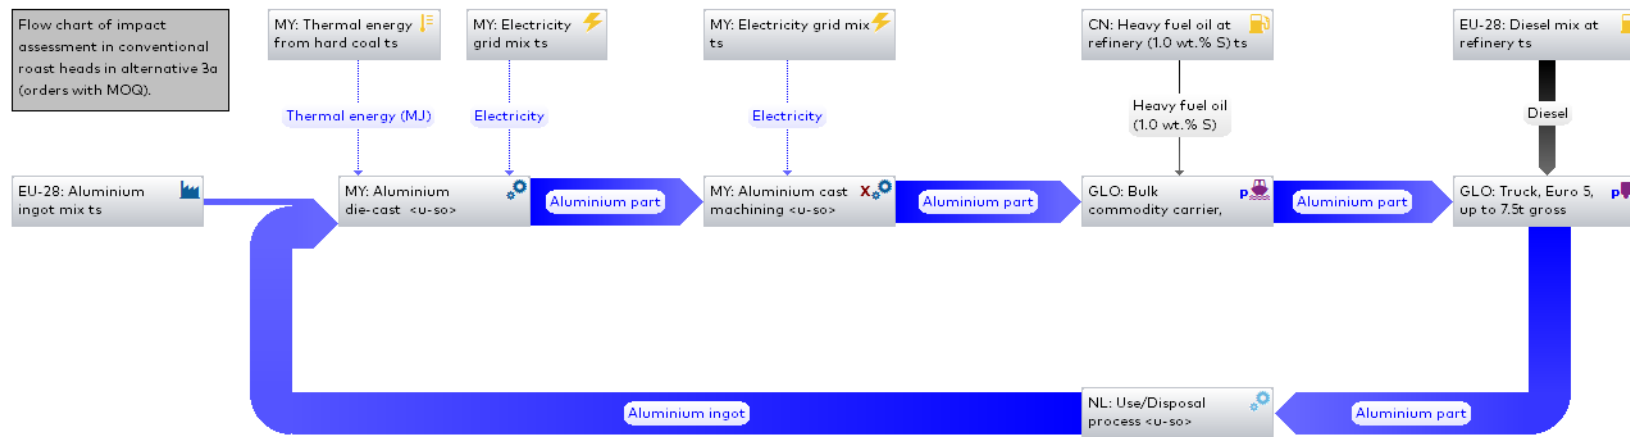 Flow chart of impact
assessment in conventional
roast heads in alternative 3a
(orders with MOQ).
MY: Thermal energy
from hard coal ts
MY: Electricity
grid mix ts
MY: Electricity grid mix
ts
CN: Heavy fuel oil at
refinery (1.0 wt.% S) ts
EU-28: Diesel mix at
refinery ts
Thermal energy (MJ)
Electricity
Electricity
Heavy fuel oil
(1.0 wt.% S)
Diesel
EU-28: Aluminium
ingot mix ts
MY: Aluminium
die-cast <u-so>
Aluminium part
MY: Aluminium cast
machining <u-so>
X
Aluminium part
GLO: Bulk
commodity carrier,
p
Aluminium part
GLO: Truck, Euro 5,
up to 7.5t gross
p
Aluminium ingot
NL: Use/Disposal
process <u-so>
Aluminium part